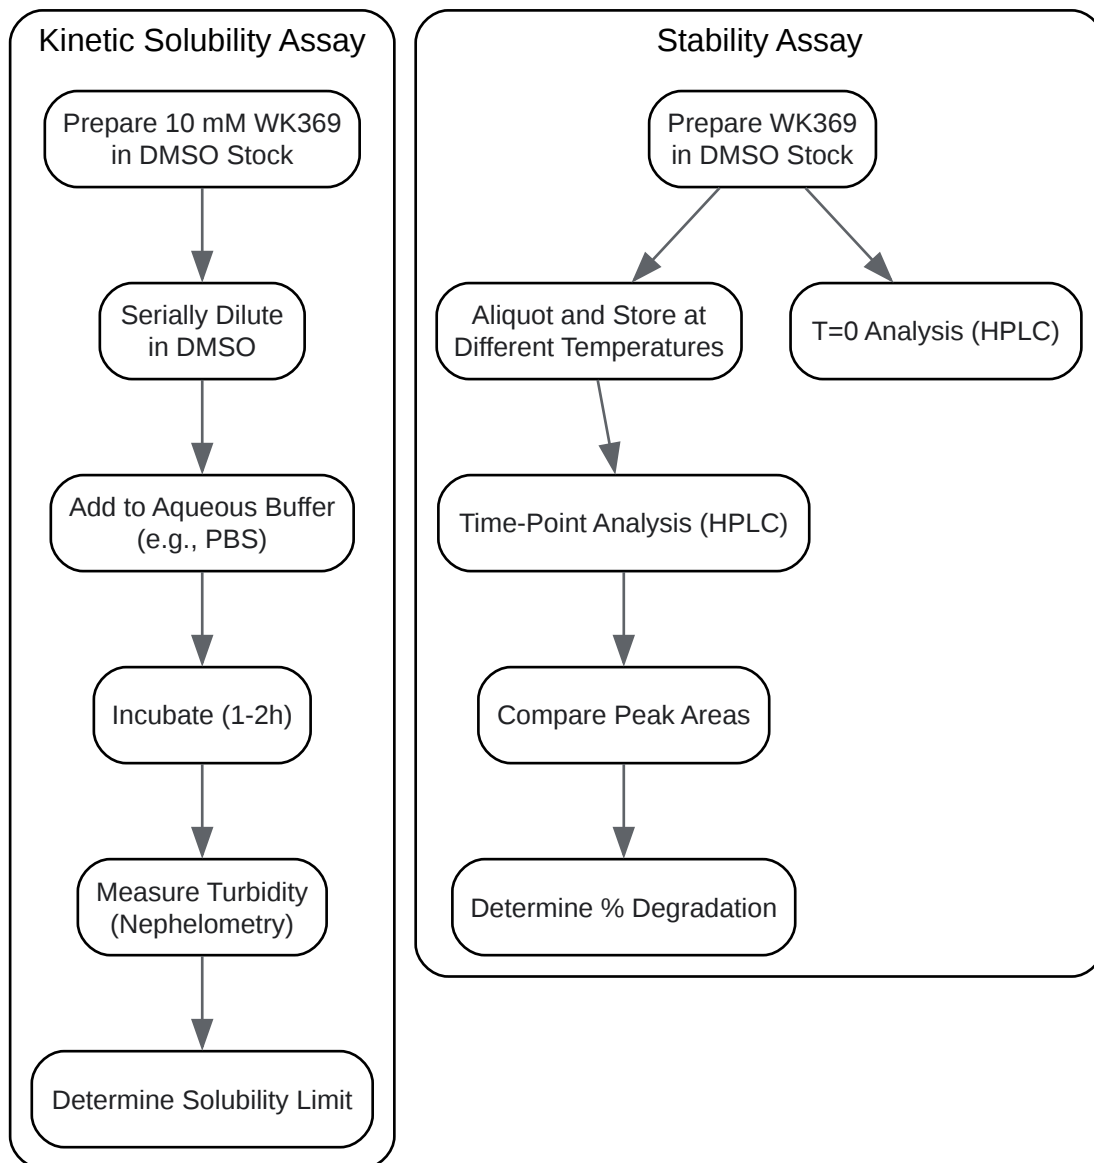 Kinetic Solubility Assay
Prepare 10 mM WK369
in DMSO Stock
Serially Dilute
in DMSO
Add to Aqueous Buffer
(e.g., PBS)
Incubate (1-2h)
Measure Turbidity
(Nephelometry)
Determine Solubility Limit
Stability Assay
Prepare WK369
in DMSO Stock
Aliquot and Store at
Different Temperatures
T=0 Analysis (HPLC)
Time-Point Analysis (HPLC)
Compare Peak Areas
Determine % Degradation